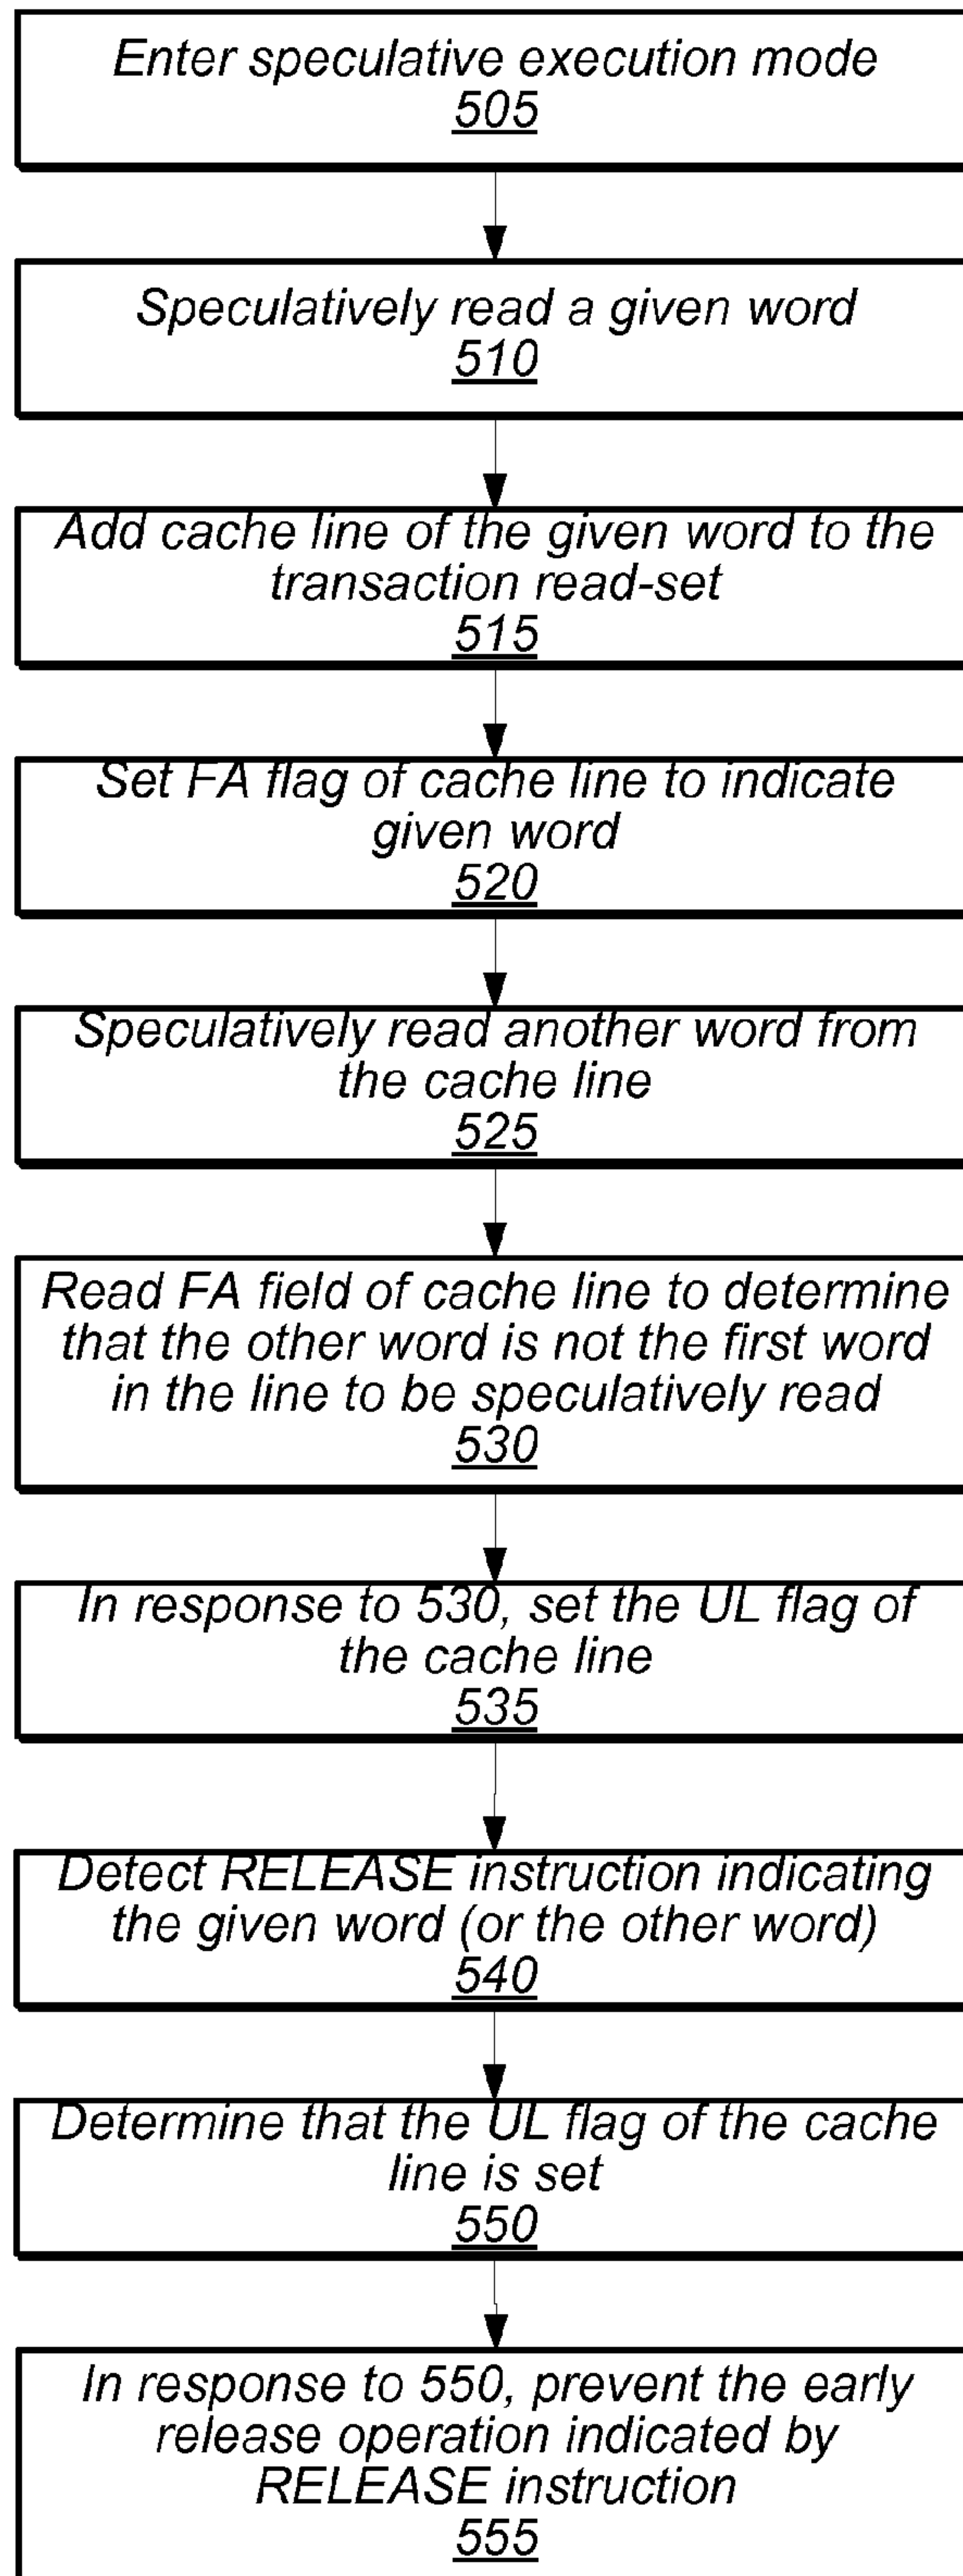 Enter speculative execution mode
505
Speculatively read a given word
510
Add cache line of the given word to the
transaction read-set
515
Set FA flag of cache line to indicate
given word
520
Speculatively read another word from
the cache line
525
Read FA field of cache line to determine
that the other word is not the first word
in the line to be speculatively read
530
In response to 530, set the UL flag of
the cache line
535
Detect RELEASE instruction indicating
the given word (or the other word)
540
Determine that the UL flag of the cache
line is set
550
In response to 550, prevent the early
release operation indicated by
RELEASE instruction
555